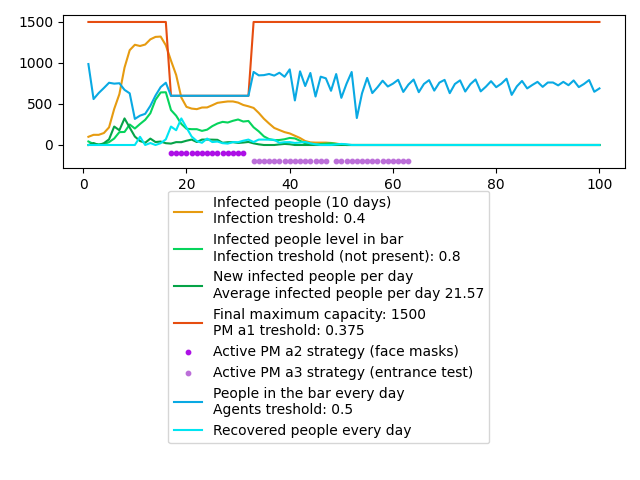 1500
1000
500
0
0 20 40 60 80 100
Infected people (10 days)
Infection treshold: 0.4
Infected people level in bar
Infection treshold (not present): 0.8
New infected people per day
Average infected people per day 21.57
Final maximum capacity: 1500
PM a1 treshold: 0.375
Active PM a2 strategy (face masks)
Active PM a3 strategy (entrance test)
People in the bar every day
Agents treshold: 0.5
Recovered people every day